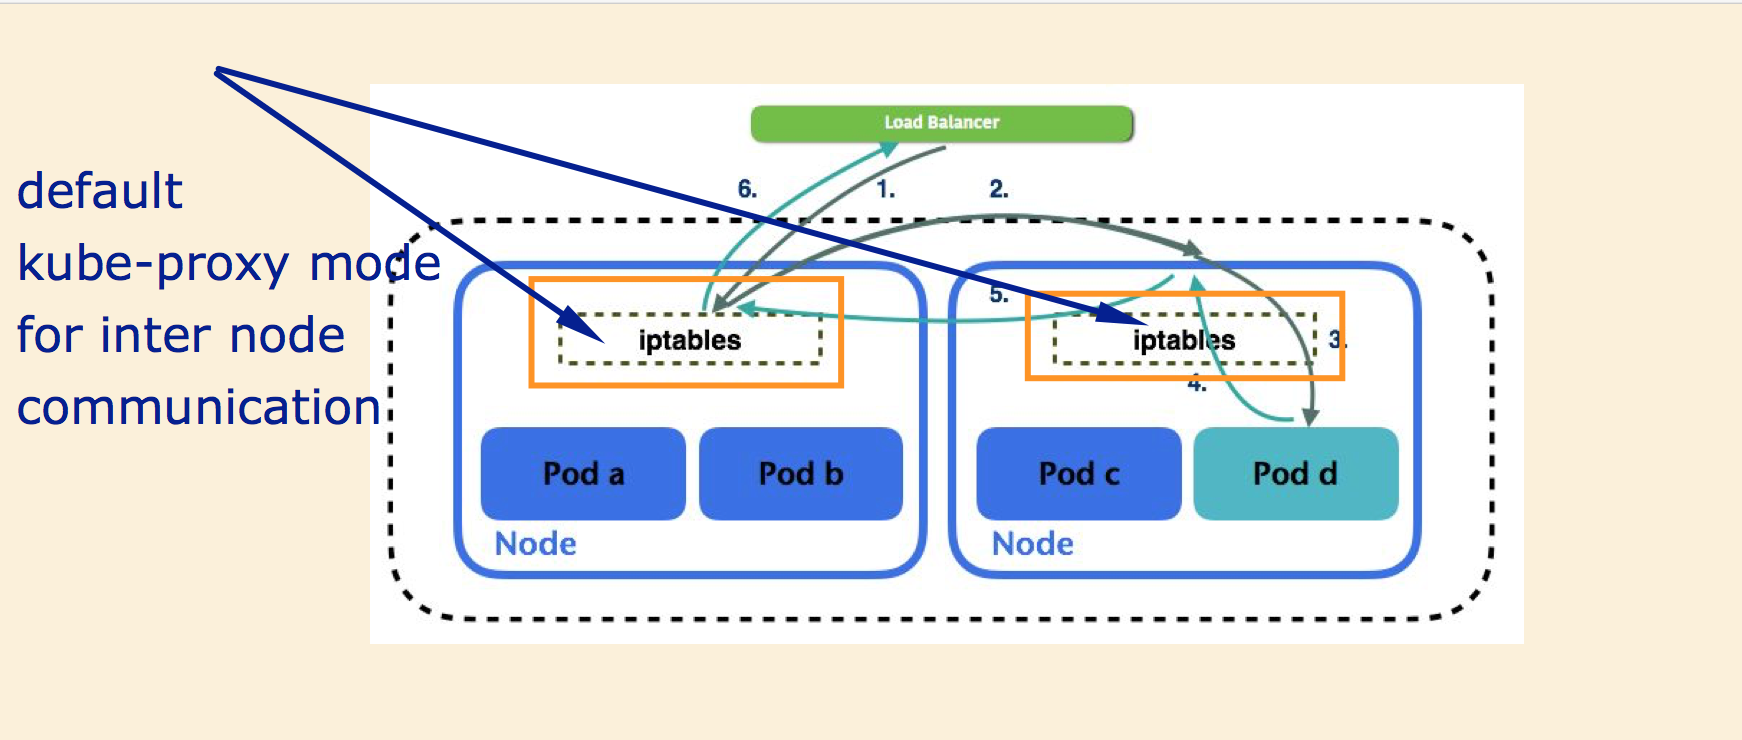 Load Balancer
6.
1.
2.
default
kube-proxy mode
for inter node
communication
5.
iptables
iptables
3.
4.
Pod a
Pod b
Pod c
Pod d
Node
Node